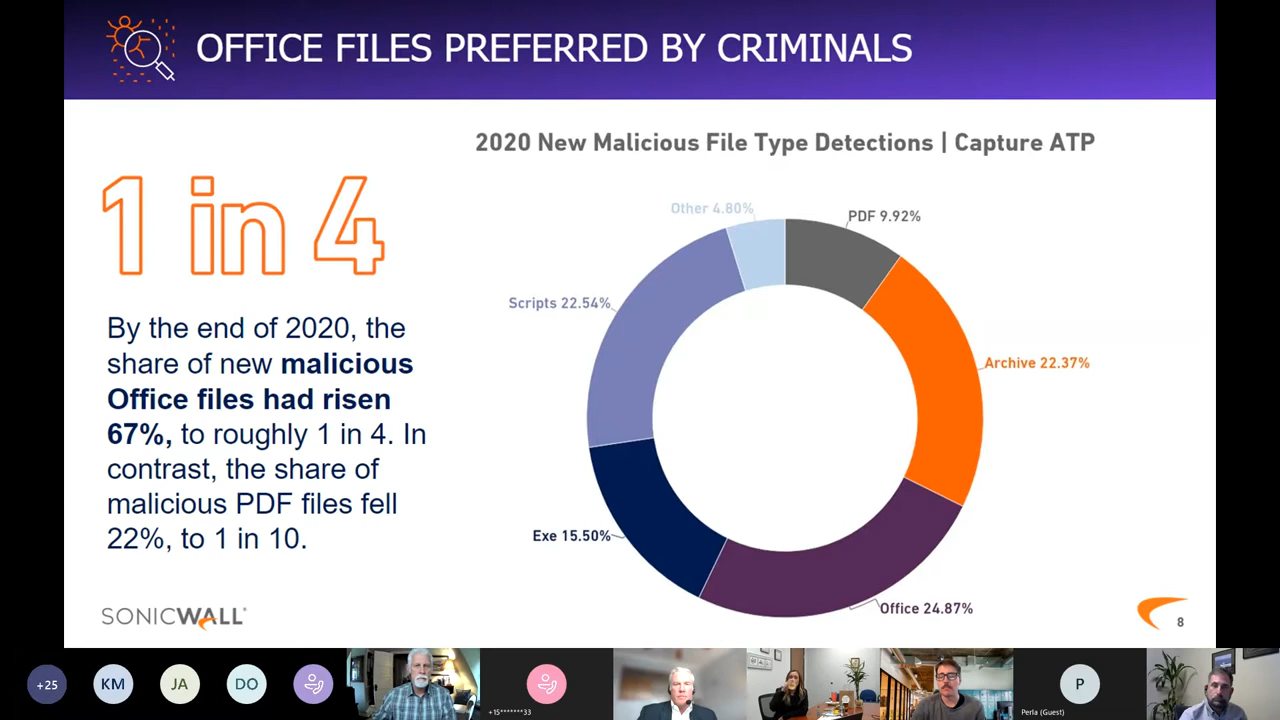 OFFICE FILES PREFERRED BY CRIMINALS
2020 New Malicious File Type Detections | Capture ATP
1 in 4
By the end of 2020, the
share of new malicious
Office files had risen
67%, to roughly 1 in 4. In
contrast, the share of
malicious PDF files fell
22%, to 1 in 10.
Other 4.80%
PDF 9.92%
Scripts 22.54%
Archive 22.37%
Exe 15.50%
Office 24.87%
SONICWALL®
8
+25
KM
JA
DO
+15*******33
P
Perla (Guest)